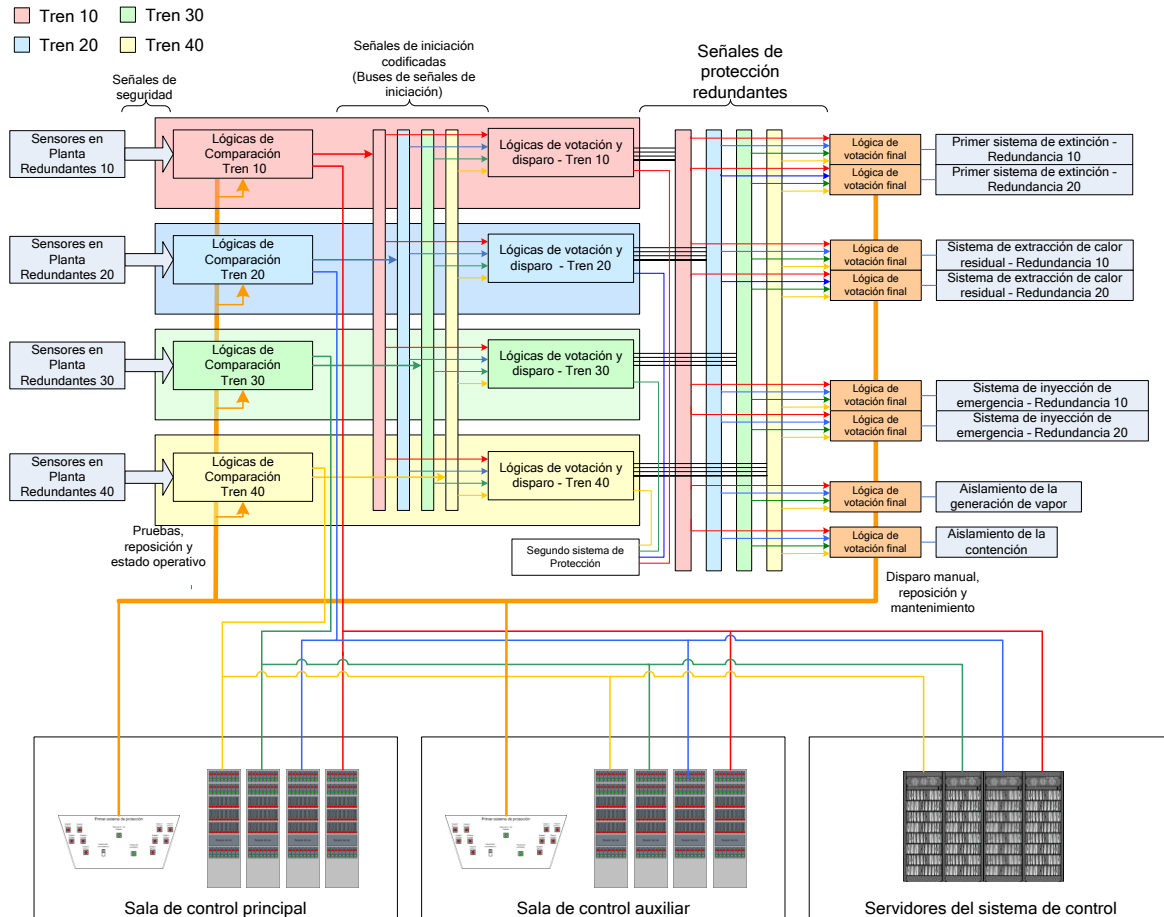 Tren 10
Tren 30
Tren 20
Tren 40
Señales de
seguridad
Señales de iniciación
codificadas
(Buses de señales de
iniciación)
Señales de
protección
redundantes
Sensores en
Planta
Redundantes 10
Lógicas de
Comparación
Tren 10
Lógicas de votación y
disparo - Tren 10
Lógica de
votación final
Primer sistema de extinción -
Redundancia 10
Lógica de
votación final
Primer sistema de extinción -
Redundancia 20
Sensores en
Planta
Redundantes 20
Lógicas de
Comparación
Tren 20
Lógicas de votación y
disparo - Tren 20
Lógica de
votación final
Sistema de extracción de calor
residual - Redundancia 10
Lógica de
votación final
Sistema de extracción de calor
residual - Redundancia 20
Sensores en
Planta
Redundantes 30
Lógicas de
Comparación
Tren 30
Lógicas de votación y
disparo - Tren 30
Lógica de
votación final
Sistema de inyección de
emergencia - Redundancia 10
Lógica de
votación final
Sistema de inyección de
emergencia - Redundancia 20
Sensores en
Planta
Redundantes 40
Lógicas de
Comparación
Tren 40
Lógicas de votación y
disparo - Tren 40
Lógica de
votación final
Aislamiento de la
generación de vapor
Lógica de
votación final
Aislamiento de la
contención
Pruebas,
reposición y
estado operativo
Segundo sistema de
Protección
Disparo manual,
reposición y
mantenimiento
Primer sistema de protección
Primer sistema de protección
Sala de control principal
Sala de control auxiliar
Servidores del sistema de control